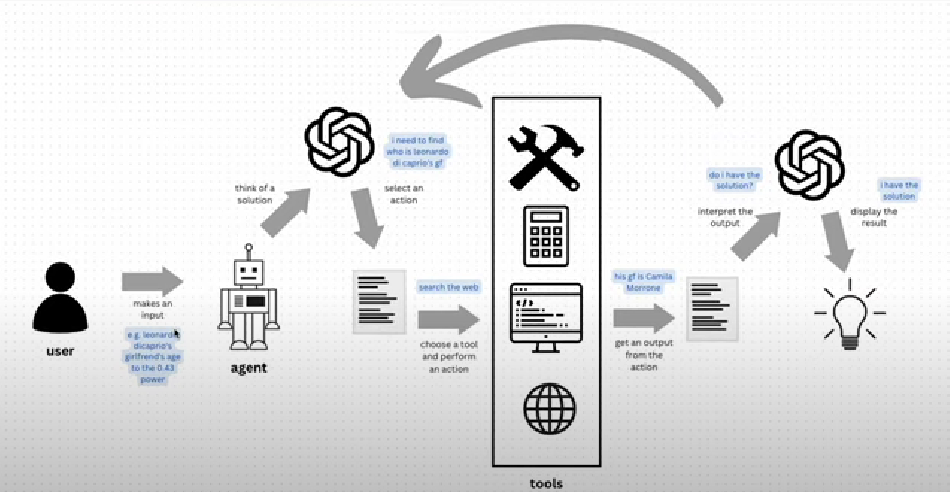 i need to find
who is leonardo
di caprio's gf
think of a
solution
select an
action
do i have the
solution?
i have the
solution
interpret the
output
display the
result
makes an
input
e.g. leonardo
dicaprio's
girlfrend's age
to the 0.43
power
user
agent
search the web
choose a tool
and perform
an action
</>
his gf is Camila
Morrone
get an output
from the
action
tools